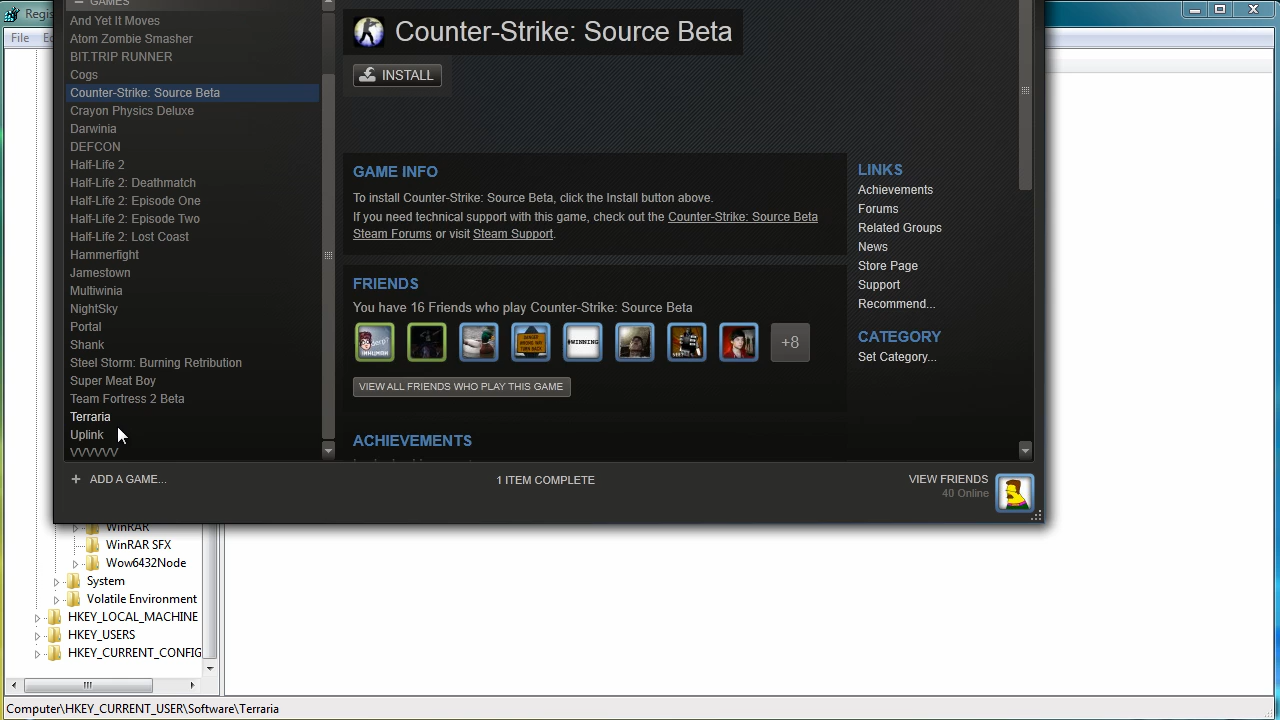 Regis
File
Ed
GAMES
And Yet It Moves
Atom Zombie Smasher
BIT.TRIP RUNNER
Cogs
Counter-Strike: Source Beta
Crayon Physics Deluxe
Darwinia
DEFCON
Half-Life 2
Half-Life 2: Deathmatch
Half-Life 2: Episode One
Half-Life 2: Episode Two
Half-Life 2: Lost Coast
Hammerfight
Jamestown
Multiwinia
NightSky
Portal
Shank
Steel Storm: Burning Retribution
Super Meat Boy
Team Fortress 2 Beta
Terraria
Uplink
VVVVVV
+ ADD A GAME...
Counter-Strike: Source Beta
INSTALL
GAME INFO
To install Counter-Strike: Source Beta, click the Install button above.
If you need technical support with this game, check out the Counter-Strike: Source Beta
Steam Forums or visit Steam Support.
FRIENDS
You have 16 Friends who play Counter-Strike: Source Beta
#WINNING
+8
VIEW ALL FRIENDS WHO PLAY THIS GAME
ACHIEVEMENTS
LINKS
Achievements
Forums
Related Groups
News
Store Page
Support
Recommend...
CATEGORY
Set Category...
1 ITEM COMPLETE
VIEW FRIENDS
40 Online
WinRAR
WinRAR SFX
Wow6432Node
System
Volatile Environment
HKEY_LOCAL_MACHINE
HKEY_USERS
HKEY_CURRENT_CONFIG
Computer\HKEY_CURRENT_USER\Software\Terraria